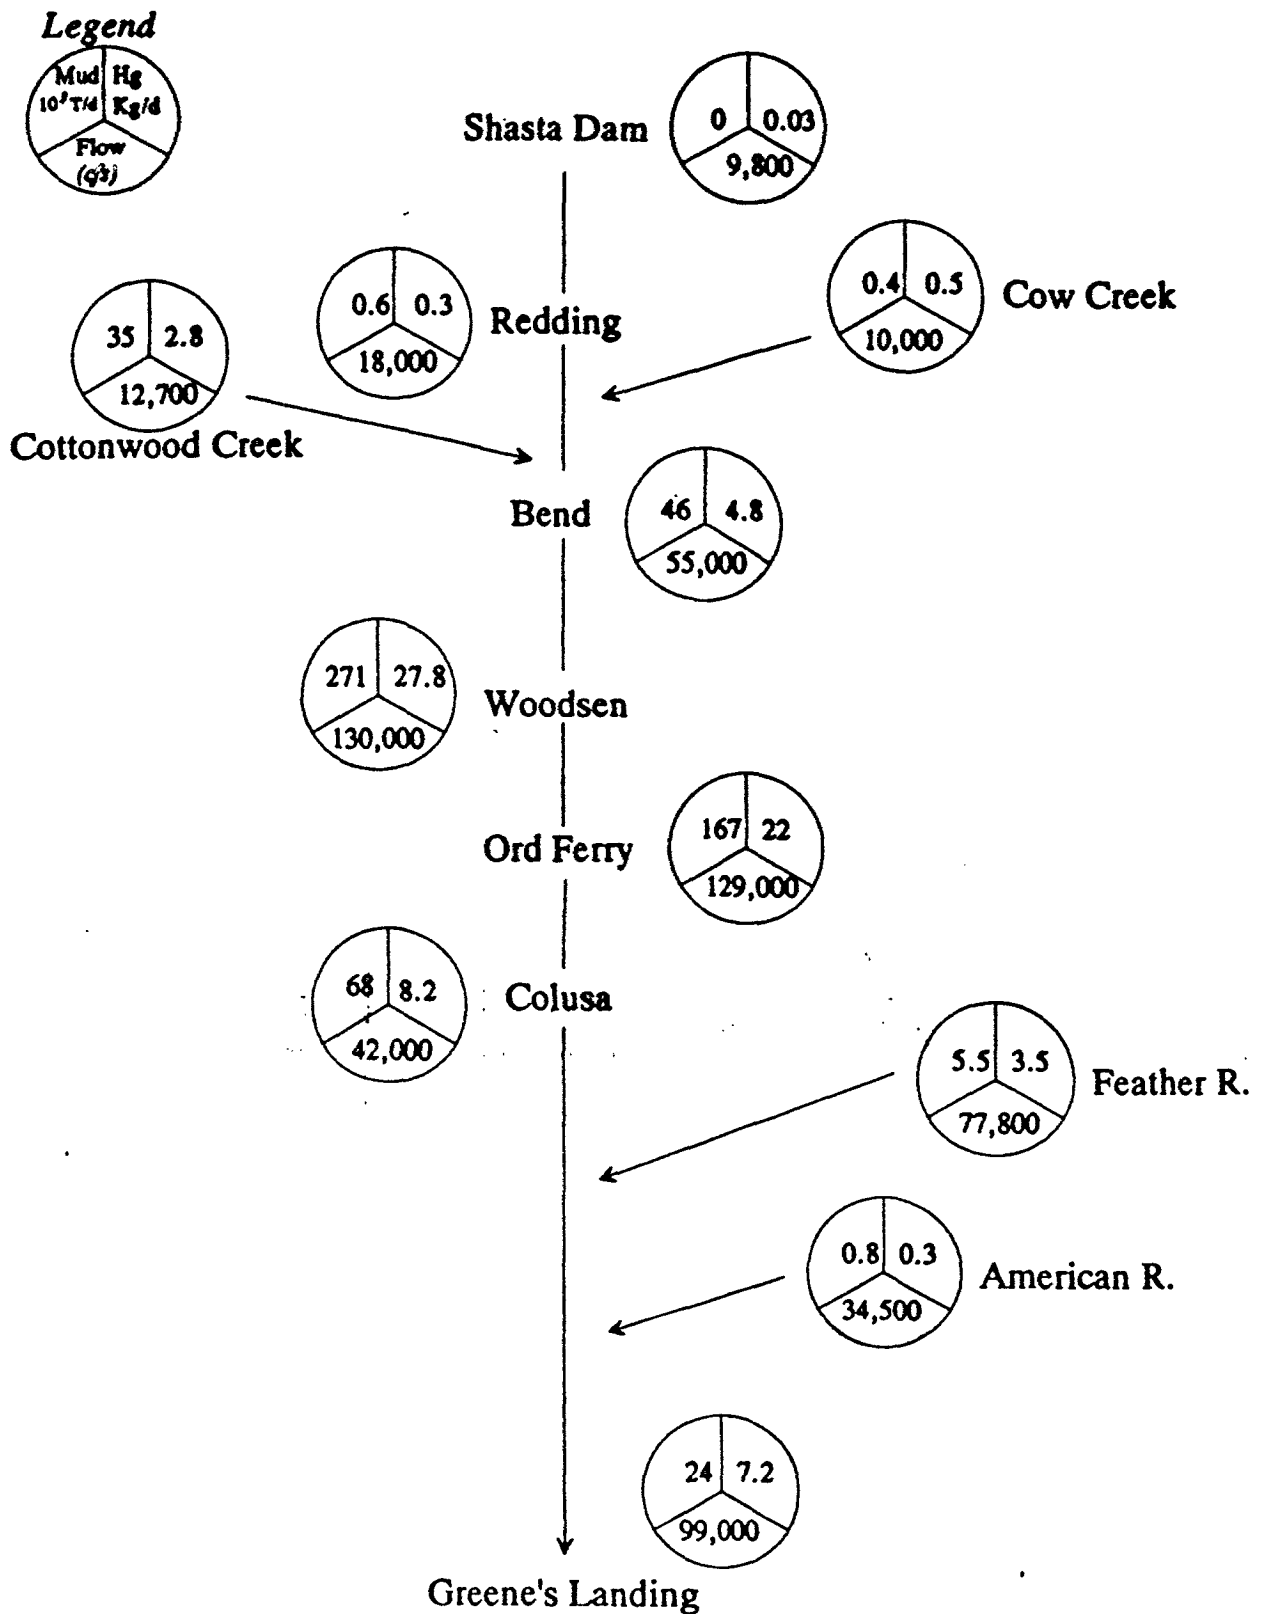 Legend
Mud Hg
10³ T/d Kg/d
Flow
Shasta Dam
0 0.03
9,800
Redding
0.6 0.3
18,000
Cow Creek
0.4 0.5
10,000
35 2.8
12,700
Cottonwood Creek
Bend
46 4.8
55,000
271 27.8
130,000
Woodsen
Ord Ferry
167 22
129,000
68 8.2
42,000
Colusa
5.5 3.5
77,800
Feather R.
0.8 0.3
34,500
American R.
24 7.2
99,000
Greene's Landing